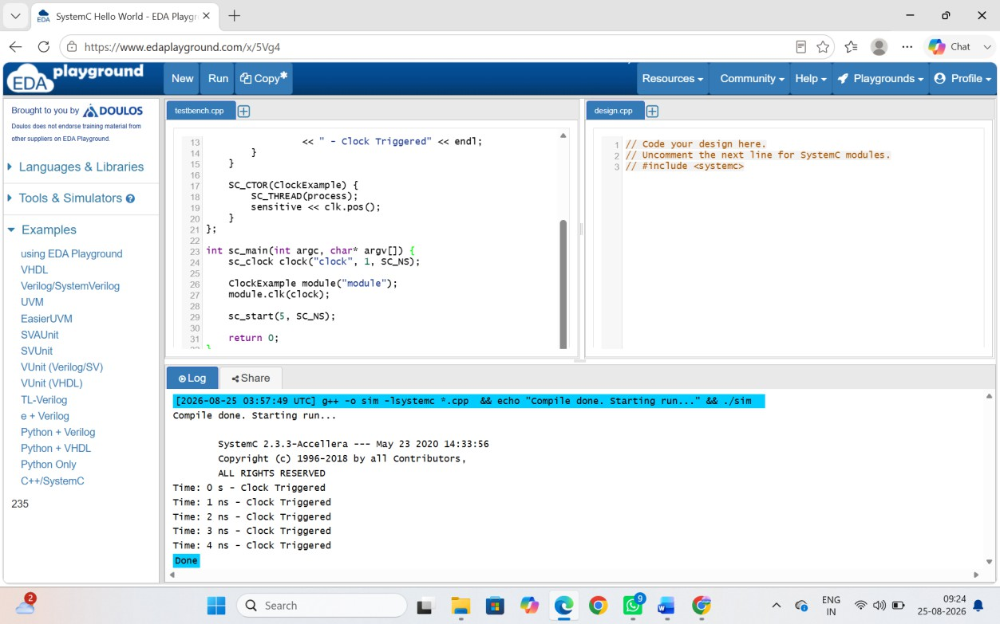 SystemC Hello World - EDA Playgr
https://www.edaplayground.com/x/5Vg4
Chat
EDA playground
New
Run
Copy*
Resources
Community
Help
Playgrounds
Profile
Brought to you by DOULOS
Doulos does not endorse training material from
other suppliers on EDA Playground.
Languages & Libraries
Tools & Simulators
Examples
using EDA Playground
VHDL
Verilog/SystemVerilog
UVM
EasierUVM
SVAUnit
SVUnit
VUnit (Verilog/SV)
VUnit (VHDL)
TL-Verilog
e + Verilog
Python + Verilog
Python + VHDL
Python Only
C++/SystemC
235
testbench.cpp
13 << " - Clock Triggered" << endl;
14 }
15 }
16
17 SC_CTOR(ClockExample) {
18 SC_THREAD(process);
19 sensitive << clk.pos();
20 }
21 };
22
23 int sc_main(int argc, char* argv[]) {
24 sc_clock clock("clock", 1, SC_NS);
25
26 ClockExample module("module");
27 module.clk(clock);
28
29 sc_start(5, SC_NS);
30
31 return 0;
design.cpp
1 // Code your design here.
2 // Uncomment the next line for SystemC modules.
3 // #include <systemc>
Log
Share
[2026-08-25 03:57:49 UTC] g++ -o sim -lsystemc *.cpp && echo "Compile done. Starting run..." && ./sim
Compile done. Starting run...
SystemC 2.3.3-Accellera --- May 23 2020 14:33:56
Copyright (c) 1996-2018 by all Contributors,
ALL RIGHTS RESERVED
Time: 0 s - Clock Triggered
Time: 1 ns - Clock Triggered
Time: 2 ns - Clock Triggered
Time: 3 ns - Clock Triggered
Time: 4 ns - Clock Triggered
Done
2
Search
9
ENG
IN
09:24
25-08-2026